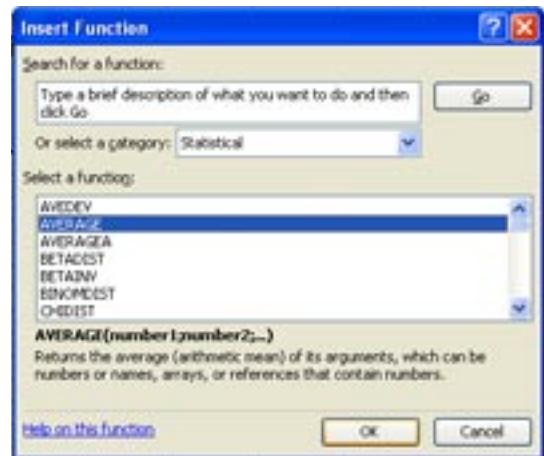 Insert Function
Search for a function:
Type a brief description of what you want to do and then
click Go
Go
Or select a category: Statistical
Select a function:
AVEDEV
AVERAGE
AVERAGEA
BETADIST
BETAINV
BINOMDIST
CHIDIST
AVERAGE(number1;number2;...)
Returns the average (arithmetic mean) of its arguments, which can be
numbers or names, arrays, or references that contain numbers.
Help on this function
OK
Cancel